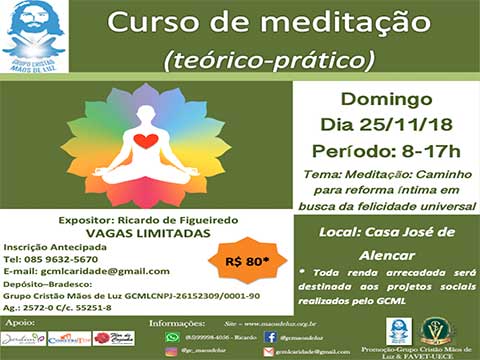 GRUPO CRISTÃO
MÃOS DE LUZ
Curso de meditação
(teórico-prático)
Domingo
Dia 25/11/18
Período: 8-17h
Tema: Meditação: Caminho
para reforma íntima em
busca da felicidade universal
Expositor: Ricardo de Figueiredo
VAGAS LIMITADAS
Inscrição Antecipada
Tel: 085 9632-5670
E-mail: gcmlcaridade@gmail.com
Depósito–Bradesco:
Grupo Cristão Mãos de Luz GCMLCNPJ-26152309/0001-90
Ag.: 2572-0 C/c. 55251-8
R$ 80*
Local: Casa José de
Alencar
* Toda renda arrecadada será
destinada aos projetos sociais
realizados pelo GCML
Apoio:
Informações:
Site – www.maosdeluz.org.br
(85)99998-4035 - Ricardo
gcmaosdeluz
@gc_maosdeluz
gcmlcaridade@gmail.com
Promoção-Grupo Cristão Mãos de
Luz & FAVET/UECE